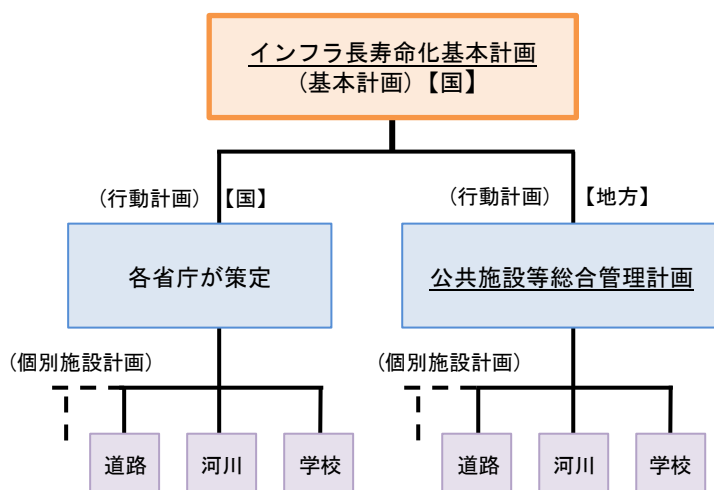 インフラ長寿命化基本計画
(基本計画)【国】
(行動計画) 【国】
(行動計画) 【地方】
各省庁が策定
公共施設等総合管理計画
(個別施設計画)
(個別施設計画)
道路 河川 学校
道路 河川 学校